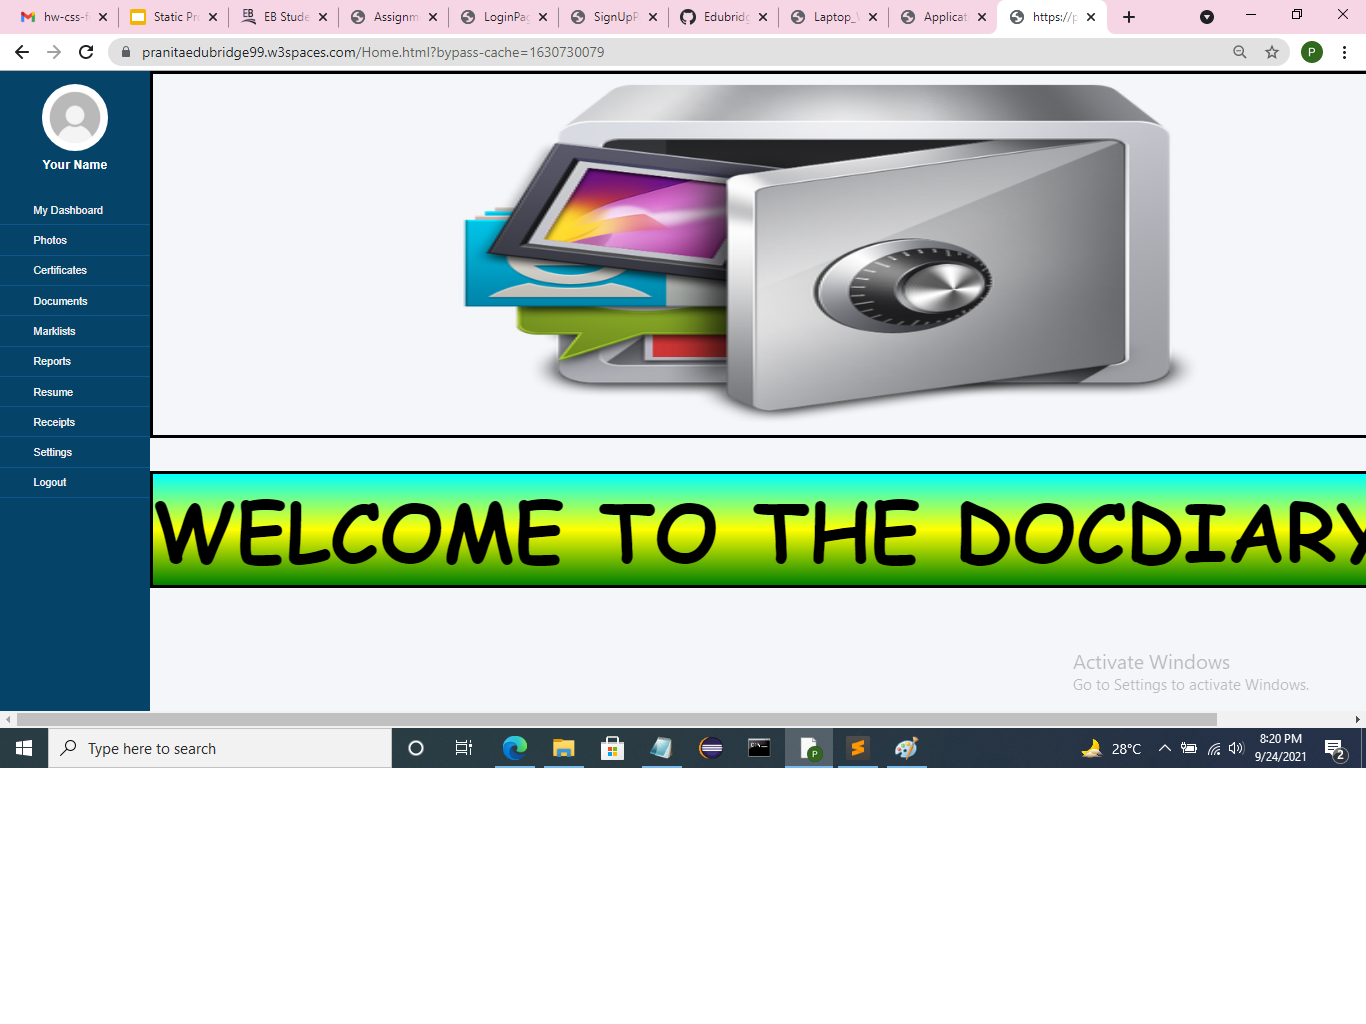 hw-css-f
Static Pr
EB Stude
Assignm
LoginPag
SignUpP
Edubridg
Laptop_
Applicat
https://p
pranitaedubridge99.w3spaces.com/Home.html?bypass-cache=1630730079
P
Your Name
My Dashboard
Photos
Certificates
Documents
Marklists
Reports
Resume
Receipts
Settings
Logout
WELCOME TO THE DOCDIARY
Activate Windows
Go to Settings to activate Windows.
Type here to search
28°C
8:20 PM
9/24/2021
2